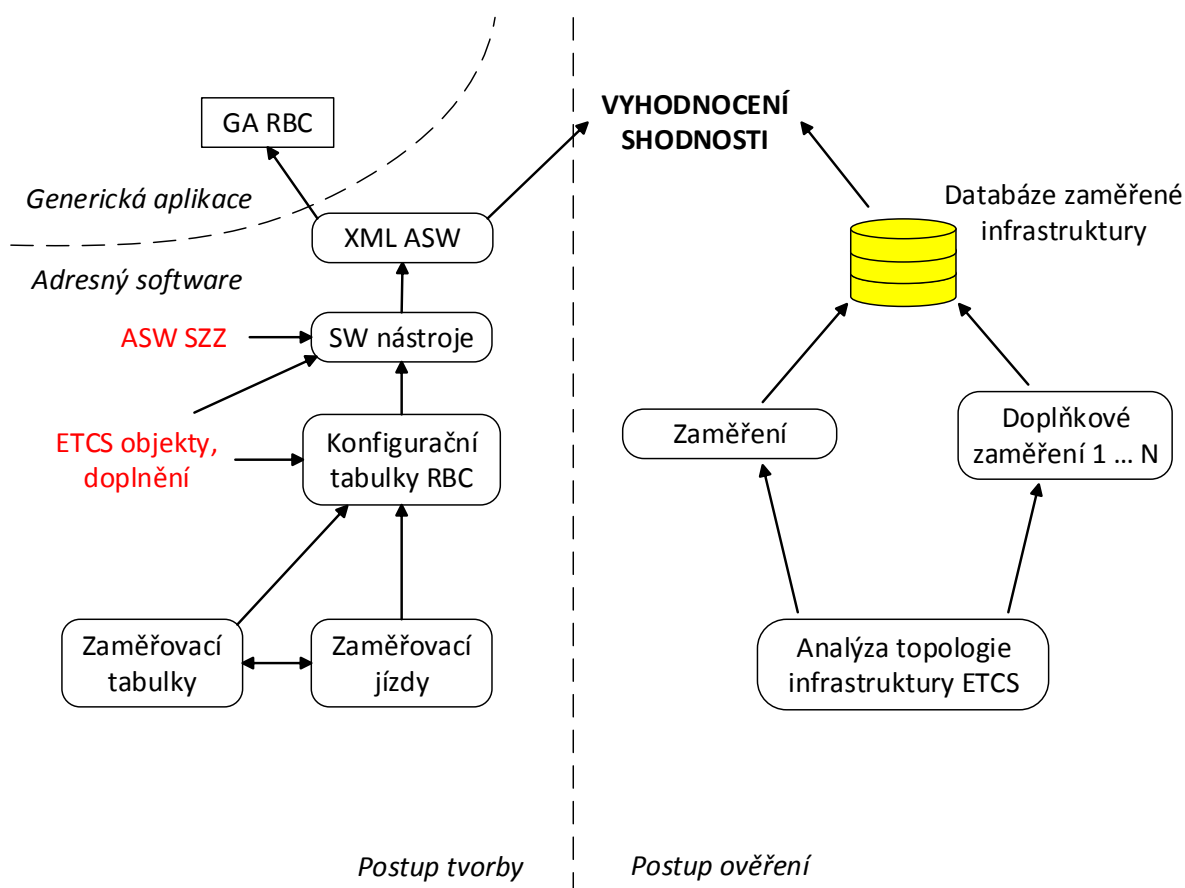 GA RBC
Generická aplikace
XML ASW
Adresný software
ASW SZZ
SW nástroje
ETCS objekty,
doplnění
Konfigurační
tabulky RBC
Zaměřovací
tabulky
Zaměřovací
jízdy
Postup tvorby
VYHODNOCENÍ
SHODNOSTI
Databáze zaměřené
infrastruktury
Zaměření
Doplňkové
zaměření 1 ... N
Analýza topologie
infrastruktury ETCS
Postup ověření